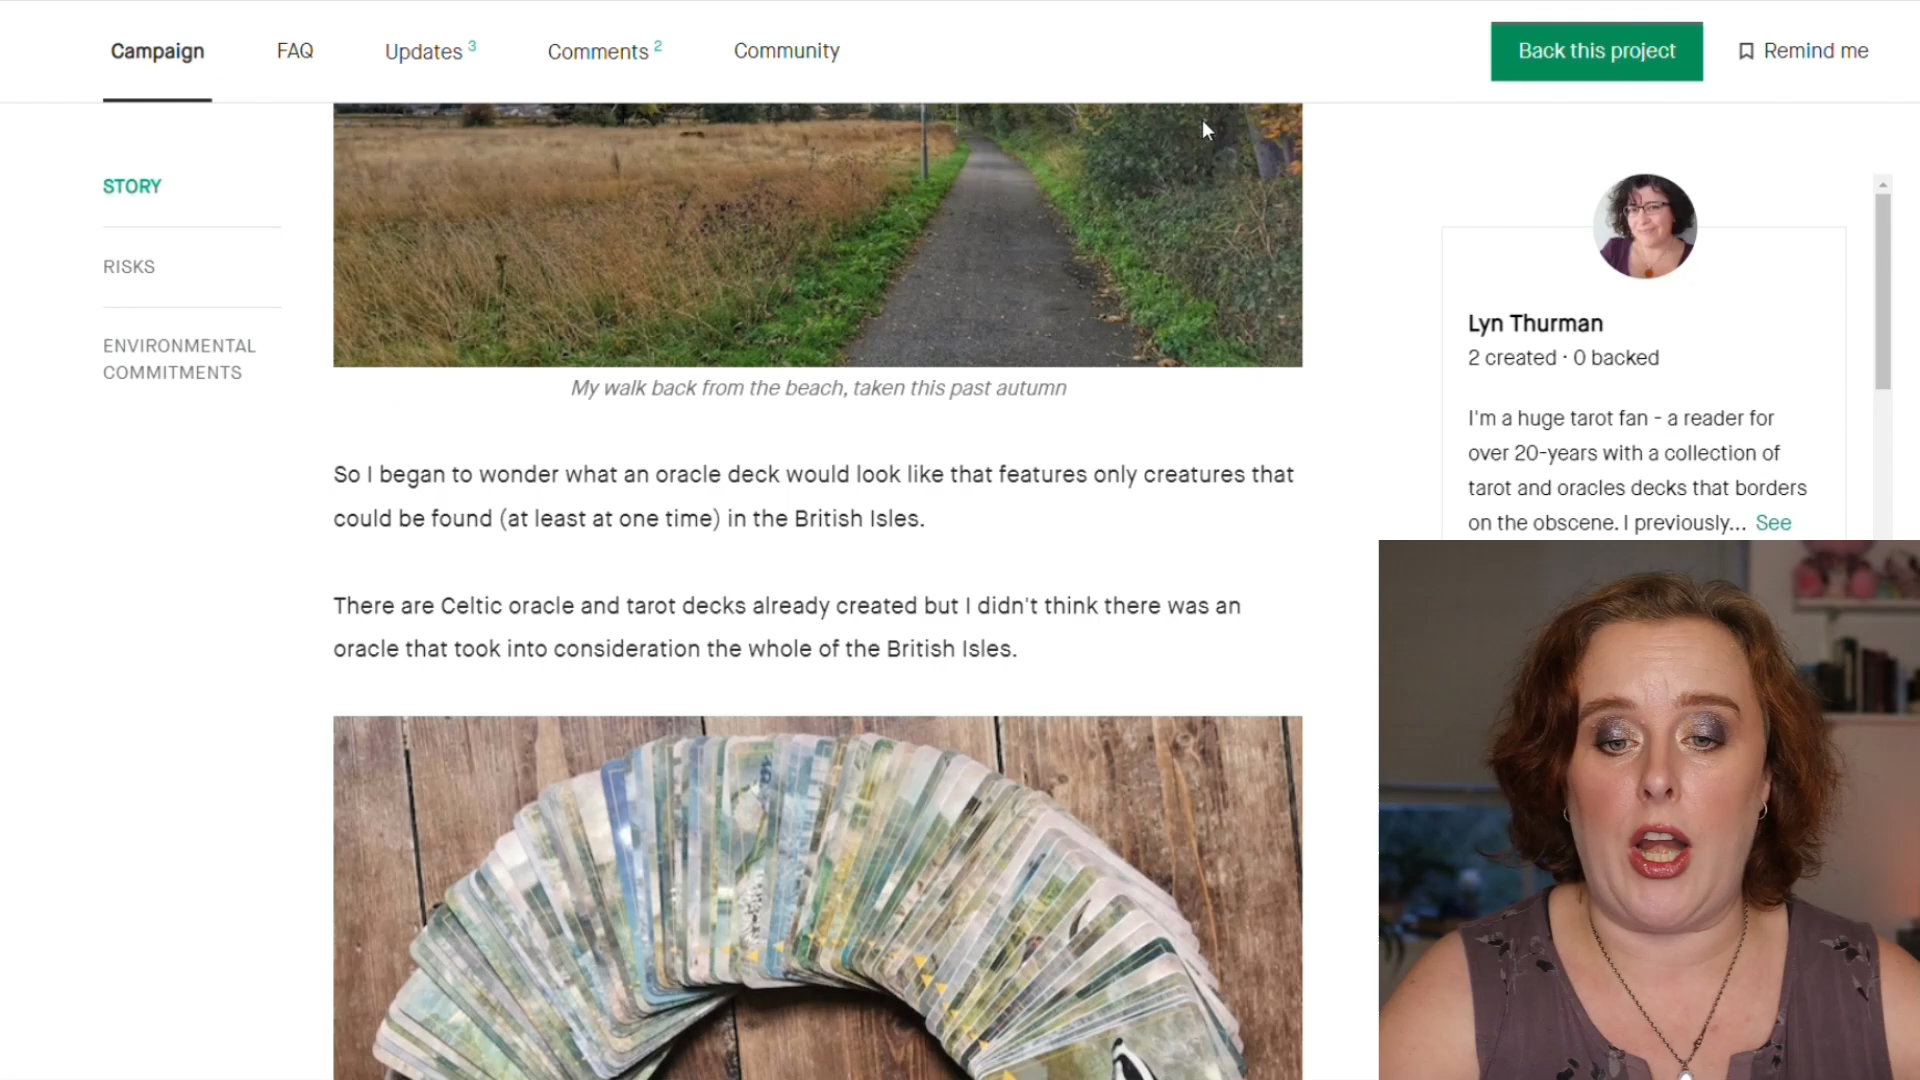 Campaign
FAQ
Updates 3
Comments 2
Community
Back this project
Remind me
STORY
RISKS
ENVIRONMENTAL
COMMITMENTS
My walk back from the beach, taken this past autumn
So I began to wonder what an oracle deck would look like that features only creatures that
could be found (at least at one time) in the British Isles.
There are Celtic oracle and tarot decks already created but I didn't think there was an
oracle that took into consideration the whole of the British Isles.
Lyn Thurman
2 created · 0 backed
I'm a huge tarot fan - a reader for
over 20-years with a collection of
tarot and oracles decks that borders
on the obscene. I previously... See